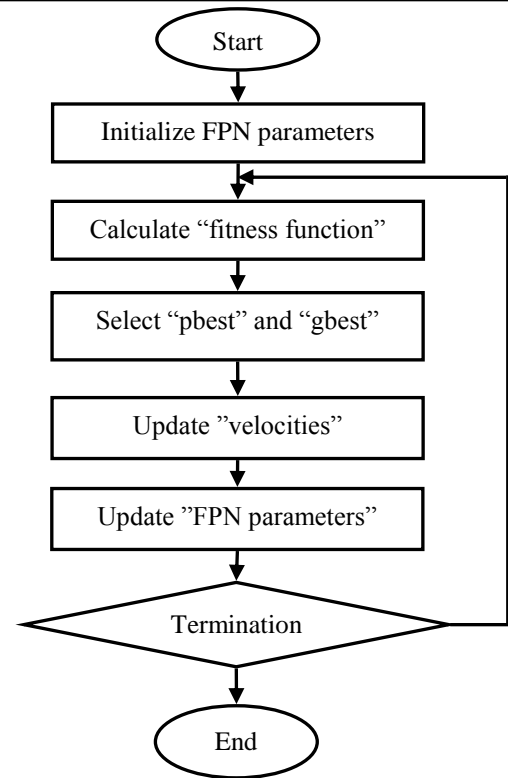 Start
Initialize FPN parameters
Calculate “fitness function”
Select “pbest” and “gbest”
Update ”velocities”
Update ”FPN parameters”
Termination
End